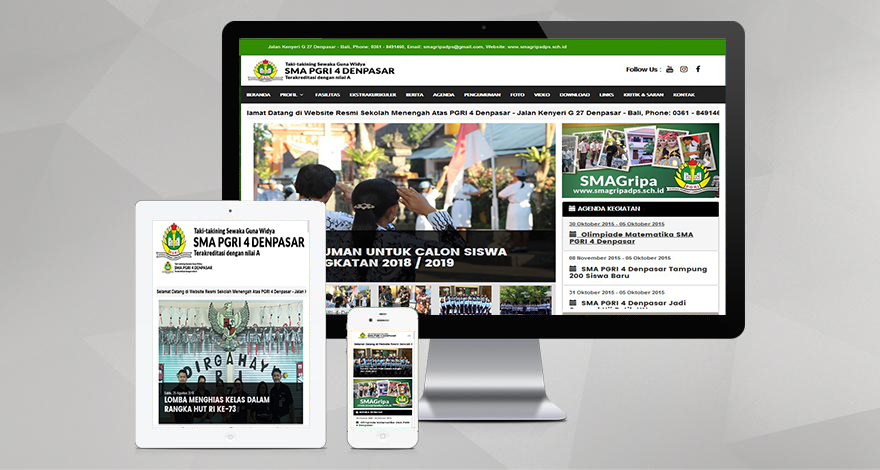 Jalan Kenyeri G 27 Denpasar - Bali, Phone: 0361 - 8491460, Email: smagripadps@gmail.com, Website: www.smagripadps.sch.id
Taki-takining Sewaka Guna Widya
SMA PGRI 4 DENPASAR
Terakreditasi dengan nilai A
Follow Us :
BERANDA PROFIL FASILITAS EKSTRAKURIKULER BERITA AGENDA PENGUMUMAN FOTO VIDEO DOWNLOAD LINKS KRITIK & SARAN KONTAK
lamat Datang di Website Resmi Sekolah Menengah Atas PGRI 4 Denpasar - Jalan Kenyeri G 27 Denpasar - Bali, Phone: 0361 - 84914
UMAN UNTUK CALON SISWA
GKATAN 2018 / 2019
SMAGripa
www.smagripadps.sch.id
AGENDA KEGIATAN
30 Oktober 2015 - 05 Oktober 2015
Olimpiade Matematika SMA
PGRI 4 Denpasar
08 November 2015 - 05 Oktober 2015
SMA PGRI 4 Denpasar Tampung
200 Siswa Baru
31 Oktober 2015 - 05 Oktober 2015
SMA PGRI 4 Denpasar Jadi
Taki-takining Sewaka Guna Widya
SMA PGRI 4 DENPASAR
Terakreditasi dengan nilai A
SMA PGRI 4 DENPASAR
Selamat Datang di Website Resmi Sekolah Menengah Atas PGRI 4 Denpasar - Jalan
DIRGAHAYU
R I
LOMBA MENGHIAS KELAS DALAM
RANGKA HUT RI KE-73
SMAGripa